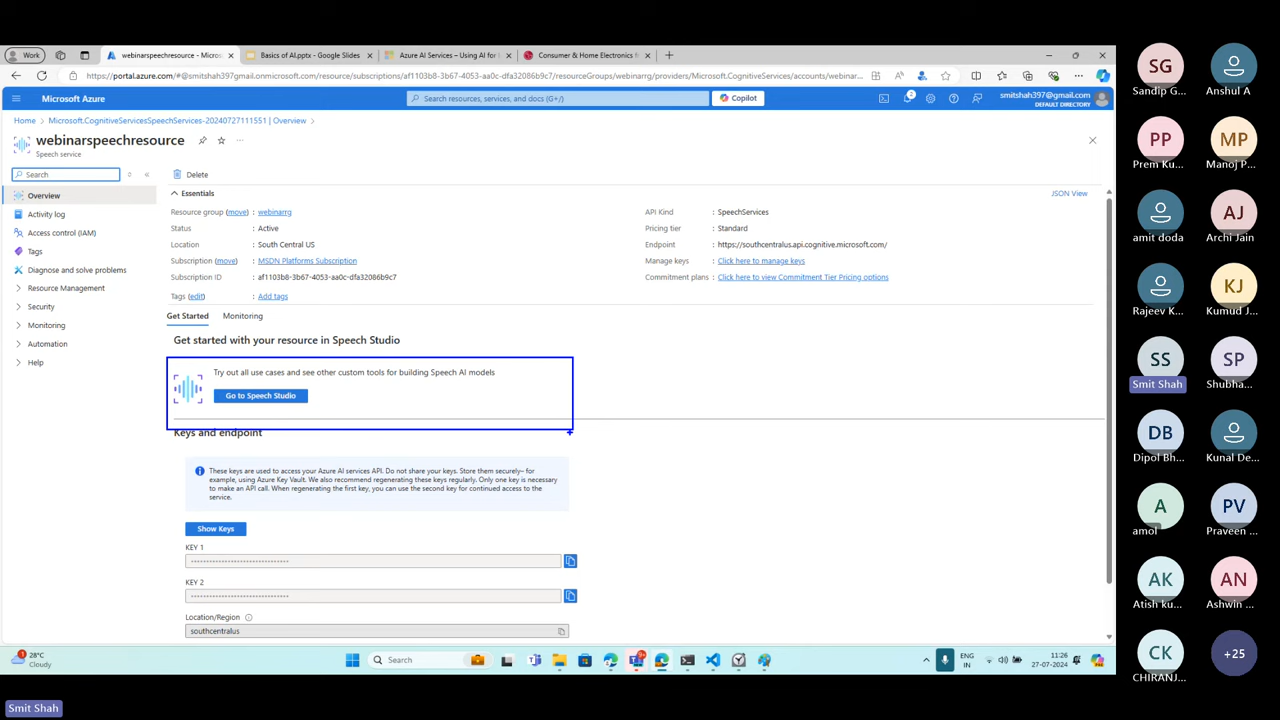 Work
webinarspeechresource - Micros
Basics of AI.pptx - Google Slides
Azure AI Services – Using AI for
Consumer & Home Electronics
https://portal.azure.com/#@smitshah397gmail.onmicrosoft.com/resource/subscriptions/af1103b8-3b67-4053-aa0c-dfa32086b9c7/resourceGroups/webinarrg/providers/Microsoft.CognitiveServices/accounts/webinar...
Microsoft Azure
Search resources, services, and docs (G+/)
Copilot
2
smitshah397@gmail.com
DEFAULT DIRECTORY
Home > Microsoft.CognitiveServicesSpeechServices-20240727111551 | Overview >
webinarspeechresource
Speech service
Search
Delete
Overview
Activity log
Access control (IAM)
Tags
Diagnose and solve problems
Resource Management
Security
Monitoring
Automation
Help
Essentials
JSON View
Resource group (move) : webinarrg
Status : Active
Location : South Central US
Subscription (move) : MSDN Platforms Subscription
Subscription ID : af1103b8-3b67-4053-aa0c-dfa32086b9c7
Tags (edit) : Add tags
API Kind : SpeechServices
Pricing tier : Standard
Endpoint : https://southcentralus.api.cognitive.microsoft.com/
Manage keys : Click here to manage keys
Commitment plans : Click here to view Commitment Tier Pricing options
Get Started
Monitoring
Get started with your resource in Speech Studio
Try out all use cases and see other custom tools for building Speech AI models
Go to Speech Studio
Keys and endpoint
These keys are used to access your Azure AI services API. Do not share your keys. Store them securely– for
example, using Azure Key Vault. We also recommend regenerating these keys regularly. Only one key is necessary
to make an API call. When regenerating the first key, you can use the second key for continued access to the
service.
Show Keys
KEY 1
KEY 2
Location/Region
southcentralus
28°C
Cloudy
Search
ENG
IN
11:26
27-07-2024
SG
Sandip G...
Anshul A
PP
Prem Ku...
MP
Manoj P...
amit doda
AJ
Archi Jain
Rajeev K...
KJ
Kumud J...
SS
Smit Shah
SP
Shubha...
DB
Dipol Bh...
Kunal De...
A
amol
PV
Praveen ...
AK
Atish ku...
AN
Ashwin ...
CK
CHIRANJ...
+25
Smit Shah